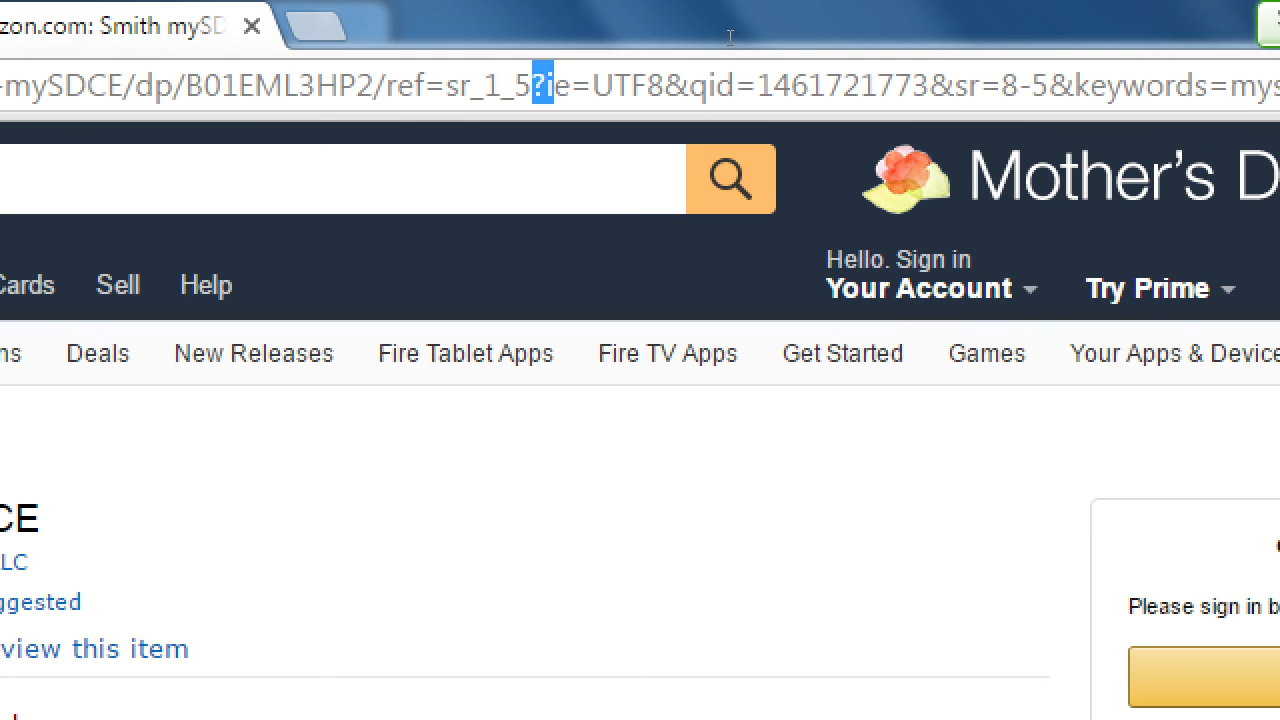 zon.com: Smith mySD
-mySDCE/dp/B01EML3HP2/ref=sr_1_5?ie=UTF8&qid=1461721773&sr=8-5&keywords=mys
Mother's D
Hello. Sign in
Cards Sell Help Your Account Try Prime
ns Deals New Releases Fire Tablet Apps Fire TV Apps Get Started Games Your Apps & Device
CE
LLC
ggested
Please sign in b
view this item